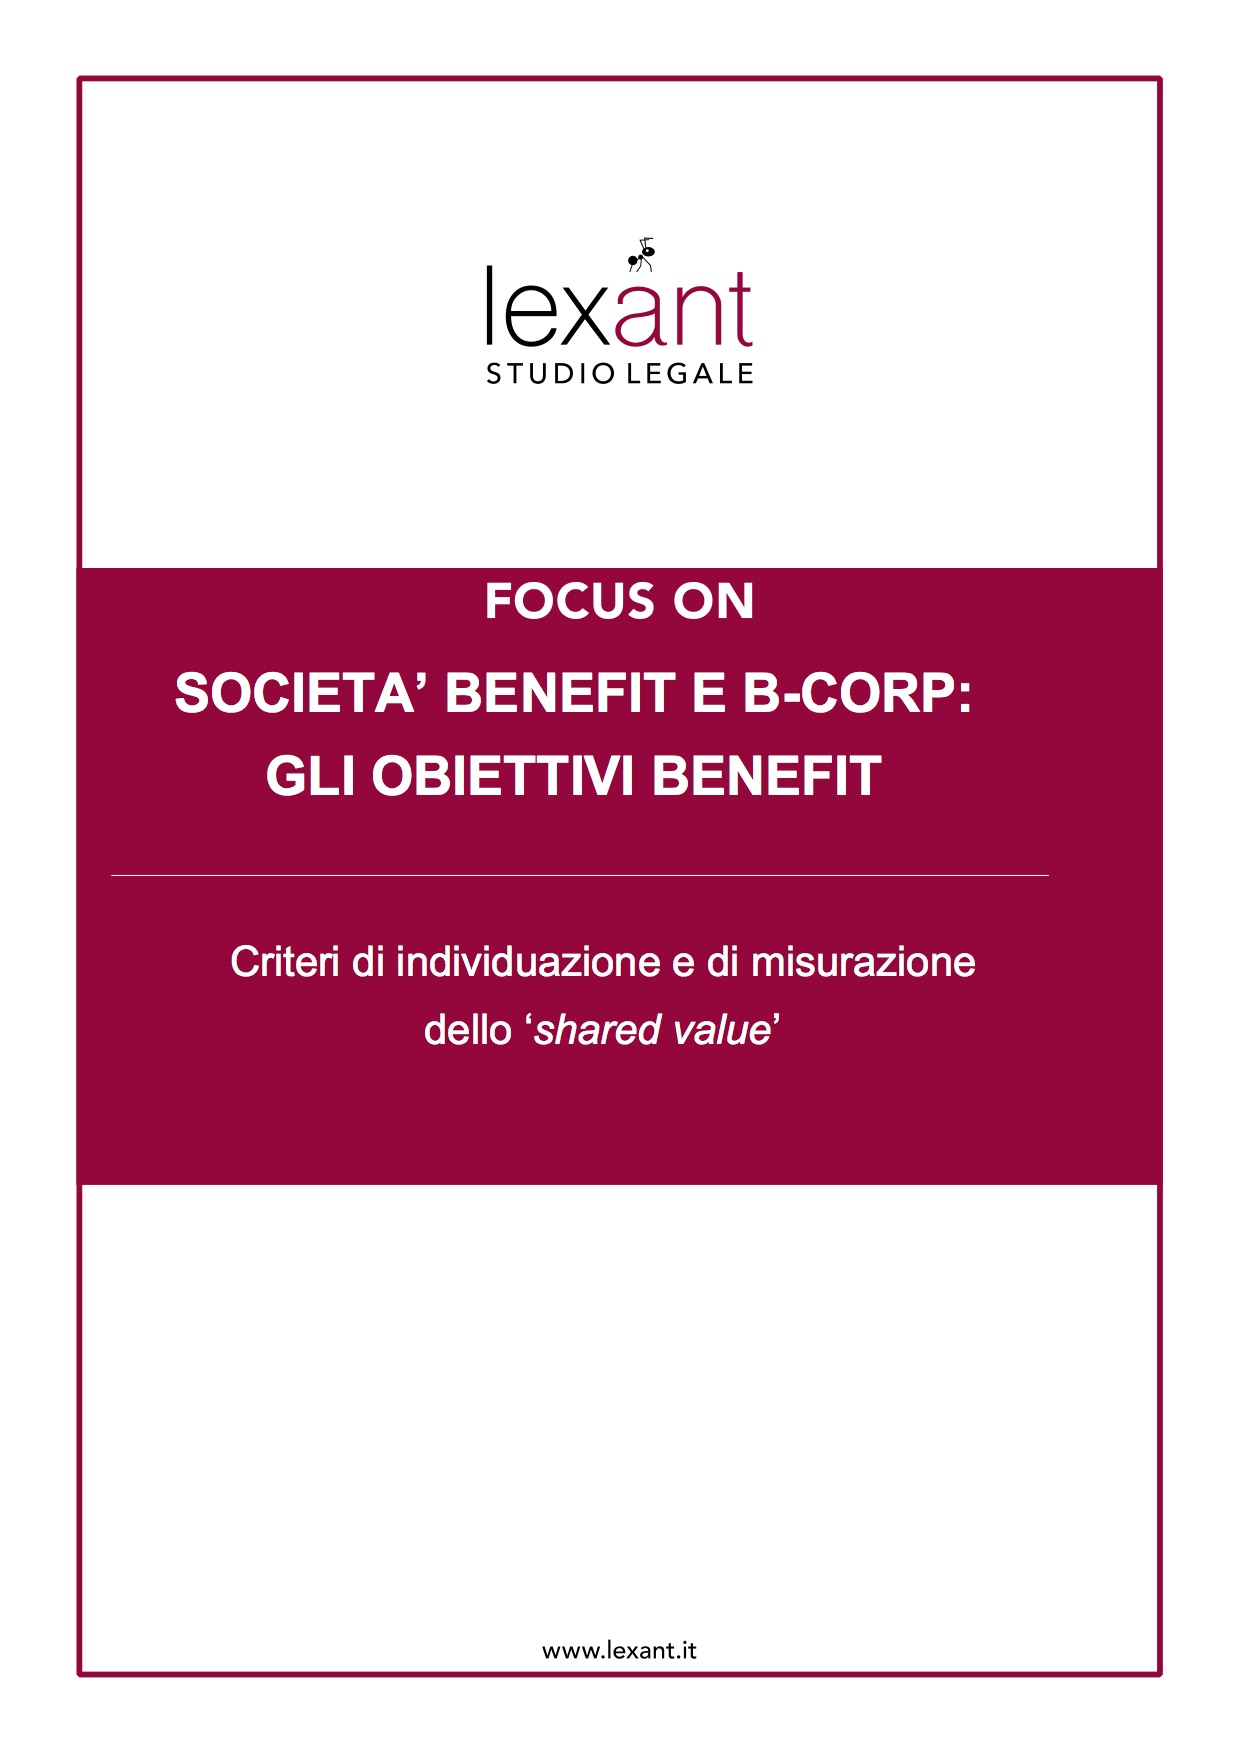 lexant
STUDIO LEGALE
FOCUS ON
SOCIETA’ BENEFIT E B-CORP:
GLI OBIETTIVI BENEFIT
Criteri di individuazione e di misurazione
dello ‘shared value’
www.lexant.it